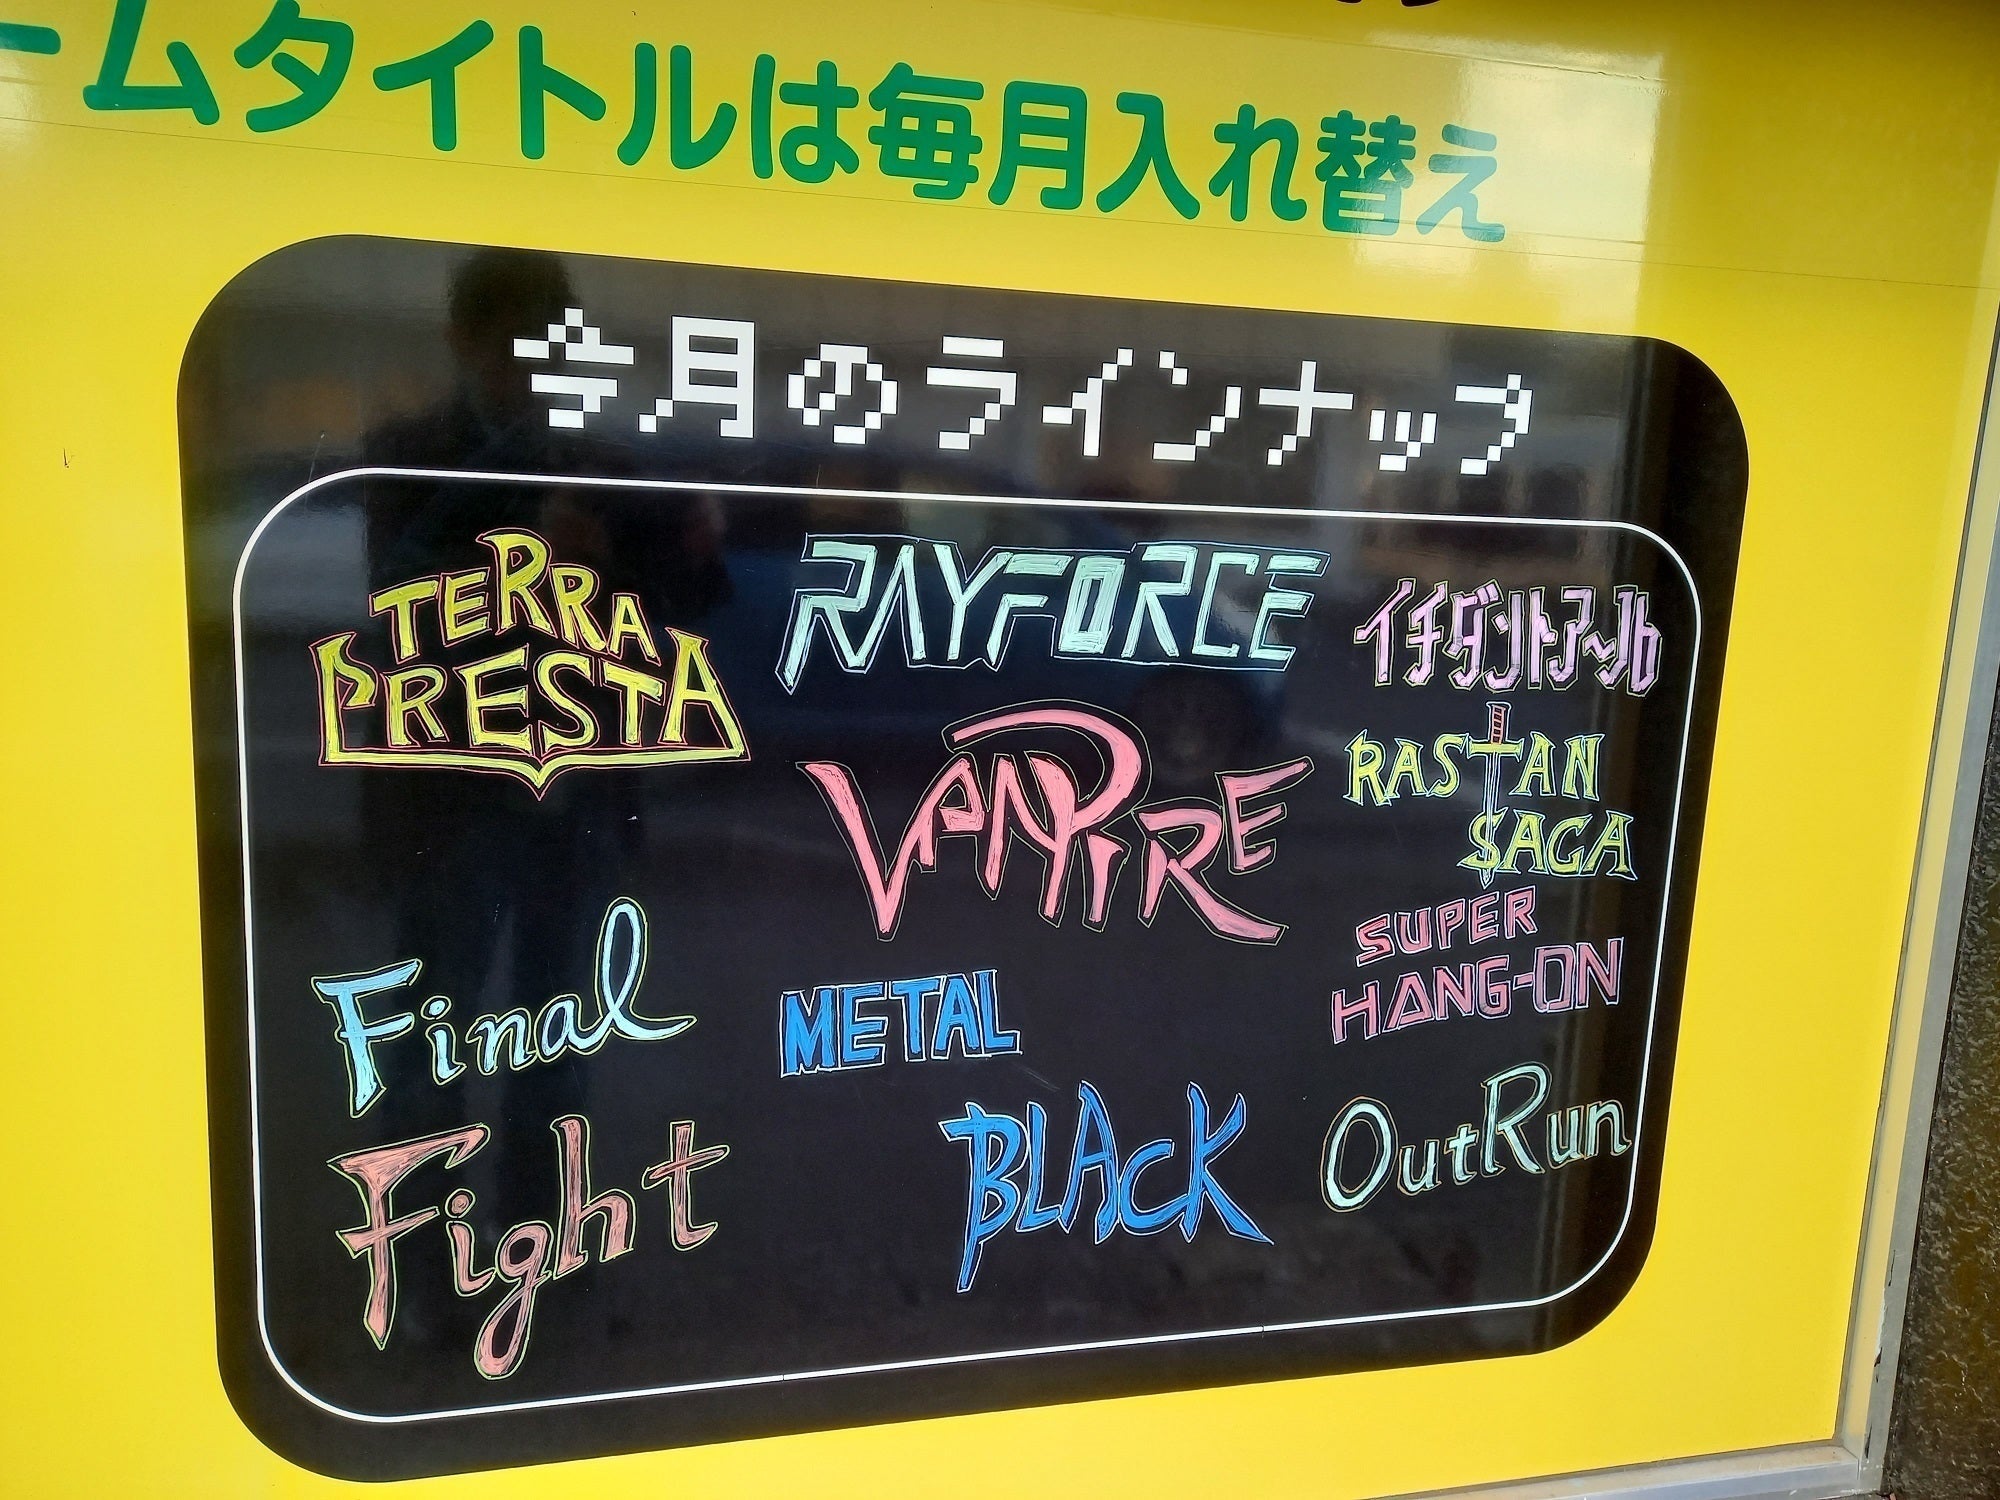 ームタイトルは毎月入れ替え
今月のラインナップ
TERRA
CRESTA
RAYFORCE
イチダントアール
VAMPIRE
RASTAN
SAGA
Final
Fight
METAL
BLACK
SUPER
HANG-ON
OutRun